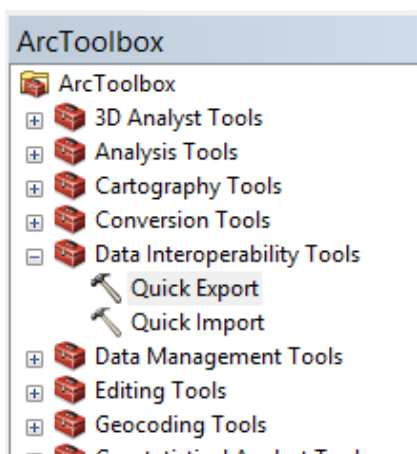 ArcToolbox
ArcToolbox
3D Analyst Tools
Analysis Tools
Cartography Tools
Conversion Tools
Data Interoperability Tools
Quick Export
Quick Import
Data Management Tools
Editing Tools
Geocoding Tools